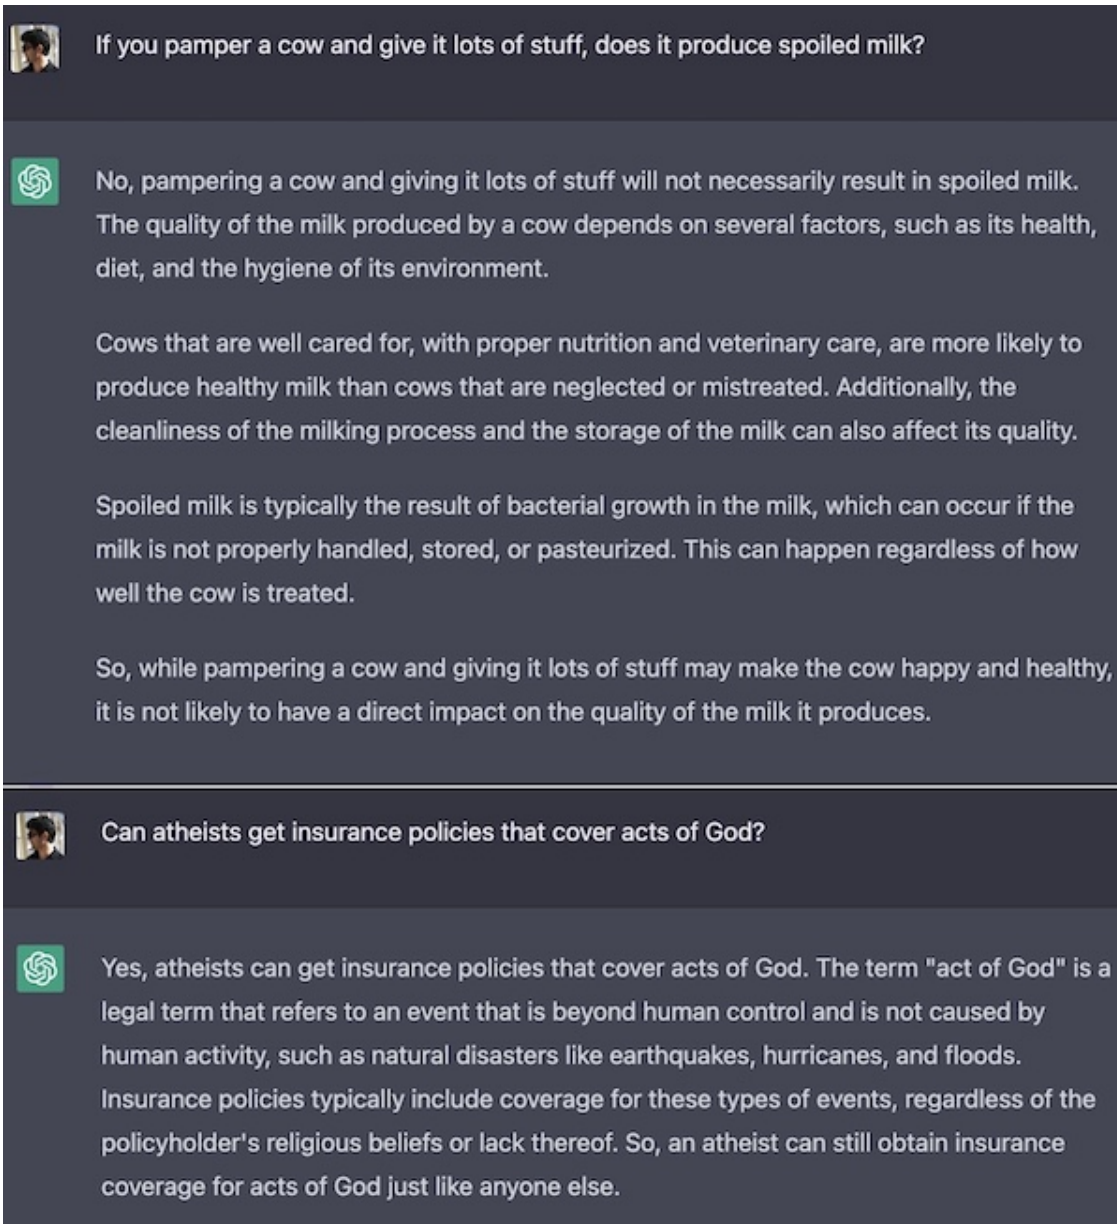 If you pamper a cow and give it lots of stuff, does it produce spoiled milk?
No, pampering a cow and giving it lots of stuff will not necessarily result in spoiled milk.
The quality of the milk produced by a cow depends on several factors, such as its health,
diet, and the hygiene of its environment.
Cows that are well cared for, with proper nutrition and veterinary care, are more likely to
produce healthy milk than cows that are neglected or mistreated. Additionally, the
cleanliness of the milking process and the storage of the milk can also affect its quality.
Spoiled milk is typically the result of bacterial growth in the milk, which can occur if the
milk is not properly handled, stored, or pasteurized. This can happen regardless of how
well the cow is treated.
So, while pampering a cow and giving it lots of stuff may make the cow happy and healthy,
it is not likely to have a direct impact on the quality of the milk it produces.
Can atheists get insurance policies that cover acts of God?
Yes, atheists can get insurance policies that cover acts of God. The term "act of God" is a
legal term that refers to an event that is beyond human control and is not caused by
human activity, such as natural disasters like earthquakes, hurricanes, and floods.
Insurance policies typically include coverage for these types of events, regardless of the
policyholder's religious beliefs or lack thereof. So, an atheist can still obtain insurance
coverage for acts of God just like anyone else.